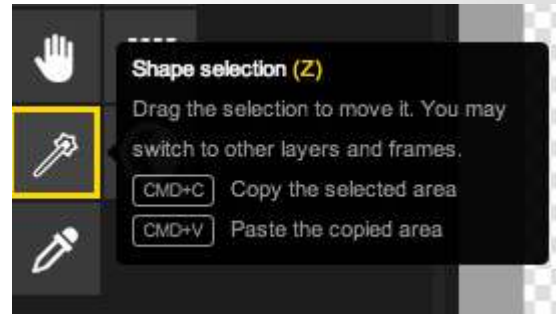 Shape selection (Z)
Drag the selection to move it. You may
switch to other layers and frames.
CMD+C Copy the selected area
CMD+V Paste the copied area